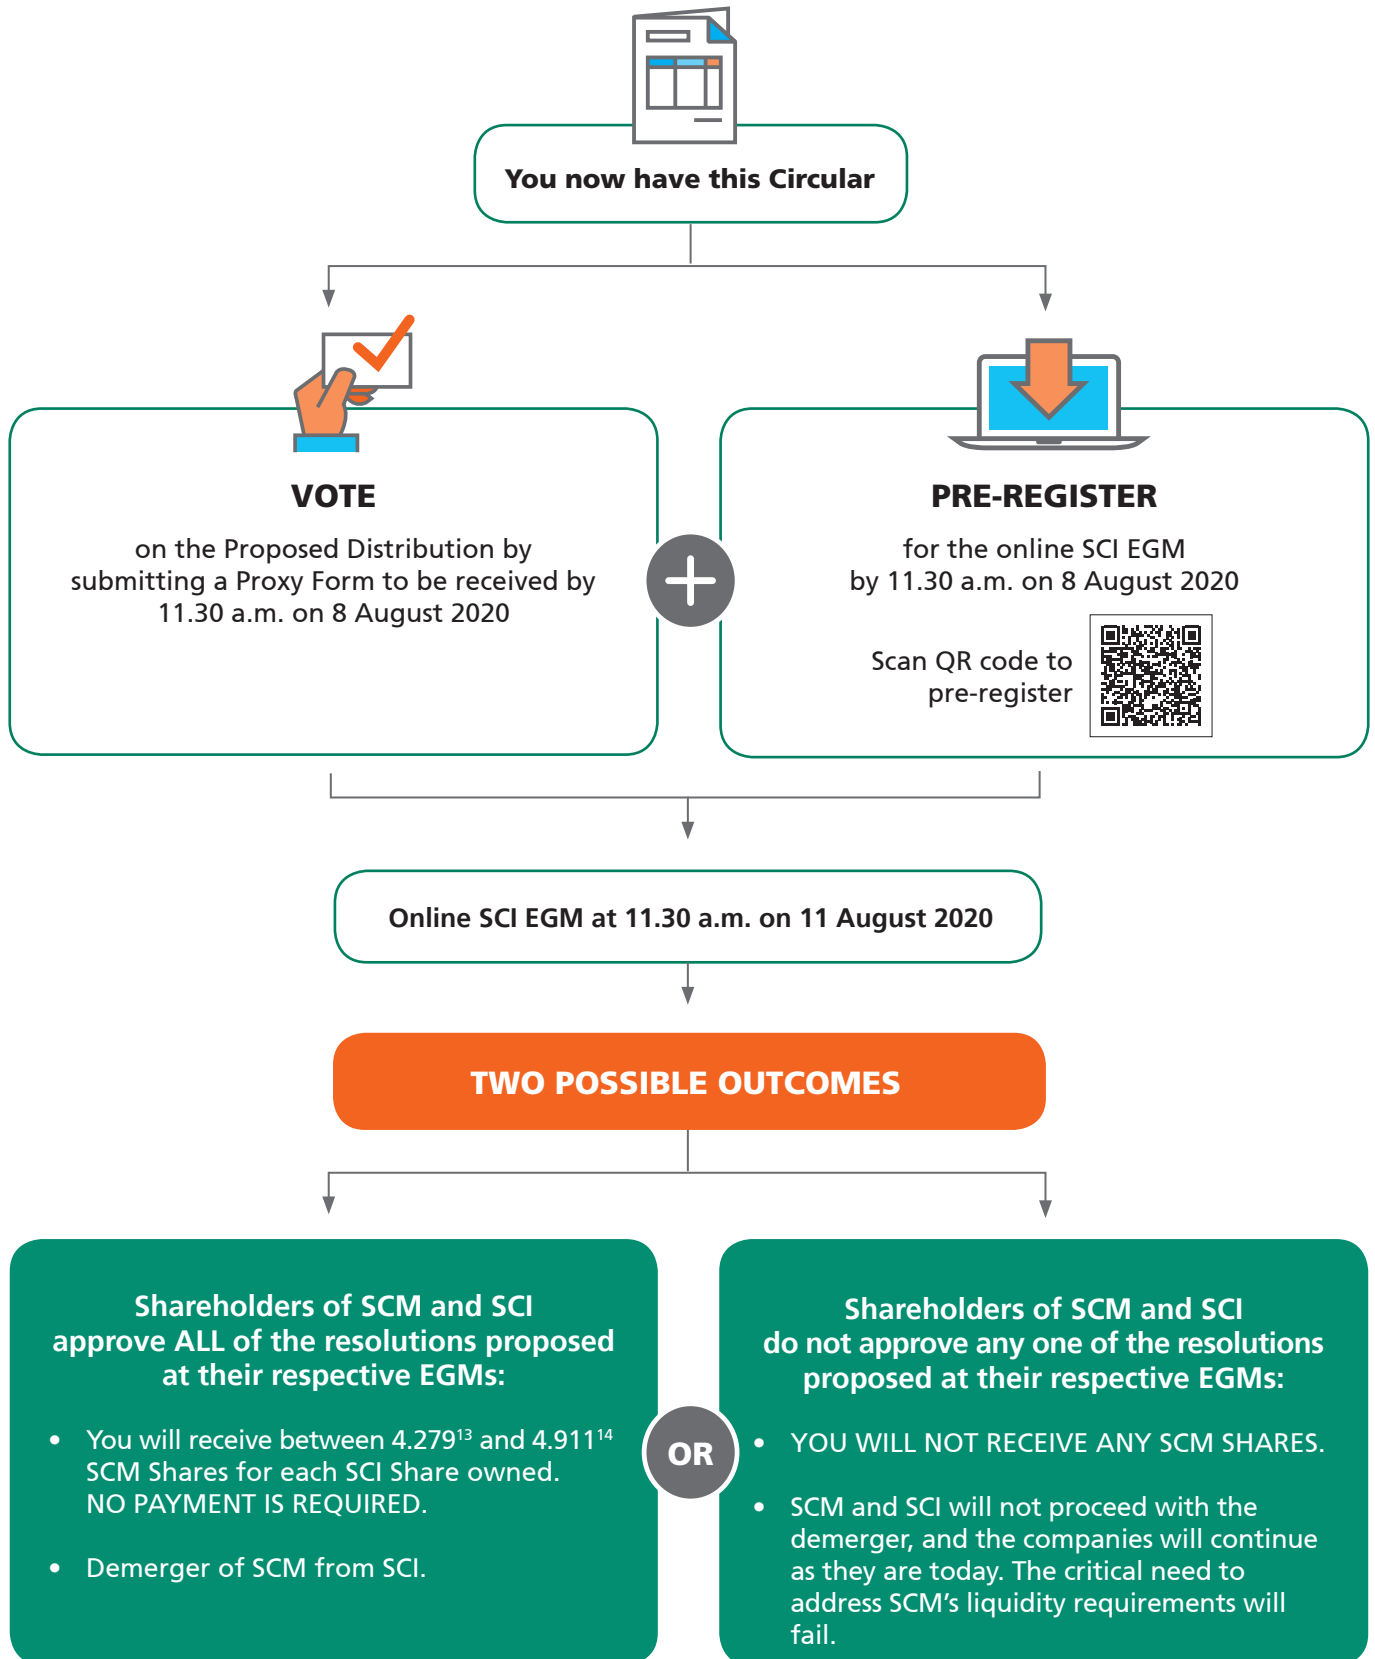 You now have this Circular
VOTE
on the Proposed Distribution by
submitting a Proxy Form to be received by
11.30 a.m. on 8 August 2020
PRE-REGISTER
for the online SCI EGM
by 11.30 a.m. on 8 August 2020
Scan QR code to
pre-register
Online SCI EGM at 11.30 a.m. on 11 August 2020
TWO POSSIBLE OUTCOMES
Shareholders of SCM and SCI
approve ALL of the resolutions proposed
at their respective EGMs:
• You will receive between 4.279¹³ and 4.911¹⁴
SCM Shares for each SCI Share owned.
NO PAYMENT IS REQUIRED.
• Demerger of SCM from SCI.
OR
Shareholders of SCM and SCI
do not approve any one of the resolutions
proposed at their respective EGMs:
• YOU WILL NOT RECEIVE ANY SCM SHARES.
• SCM and SCI will not proceed with the
demerger, and the companies will continue
as they are today. The critical need to
address SCM's liquidity requirements will
fail.